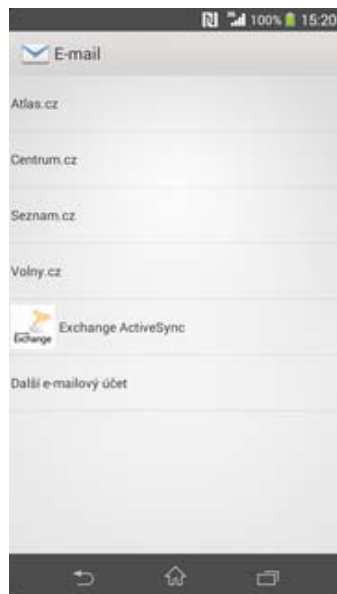 100% 15:20
E-mail
Atlas.cz
Centrum.cz
Seznam.cz
Volny.cz
Exchange
Exchange ActiveSync
Další e-mailový účet